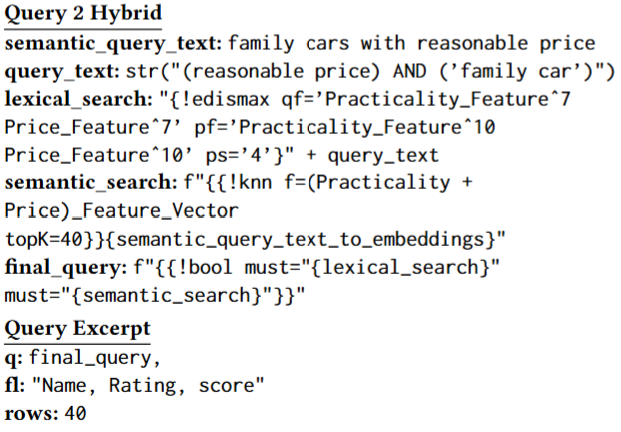 Query 2 Hybrid
semantic_query_text: family cars with reasonable price
query_text: str("(reasonable price) AND ('family car')")
lexical_search: "{!edismax qf='Practicality_Feature^7
Price_Feature^7' pf='Practicality_Feature^10
Price_Feature^10' ps='4'}" + query_text
semantic_search: f"{{!knn f=(Practicality +
Price)_Feature_Vector
topK=40}}{semantic_query_text_to_embeddings}"
final_query: f"{{!bool must="{lexical_search}"
must="{semantic_search}"}}"
Query Excerpt
q: final_query,
fl: "Name, Rating, score"
rows: 40